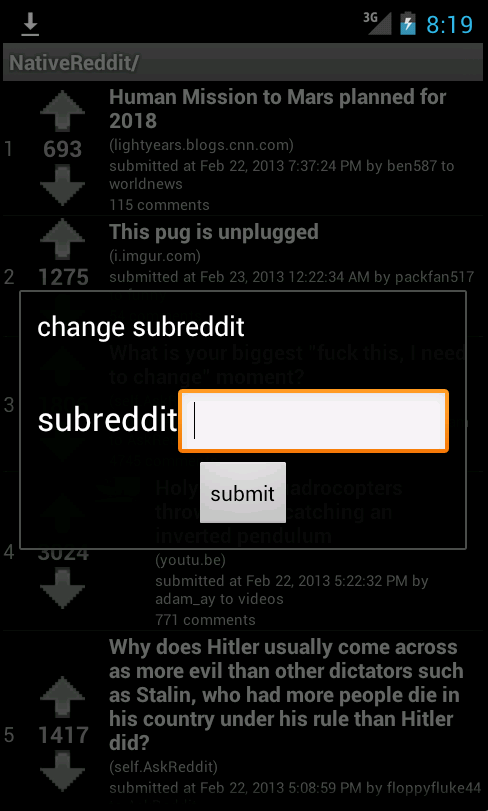 3G 8:19
NativeReddit/
Human Mission to Mars planned for
2018
(lightyears.blogs.cnn.com)
1 693
submitted at Feb 22, 2013 7:37:24 PM by ben587 to
worldnews
115 comments
This pug is unplugged
(i.imgur.com)
2 1275
submitted at Feb 23, 2013 12:22:34 AM by packfan517
change subreddit
What is your biggest "fuck this, I need
to change" moment?
3
subreddit
submit
Holy
adrocopters
catching an
inverted pendulum
4 3024
(youtu.be)
submitted at Feb 22, 2013 5:22:32 PM by
adam_ay to videos
771 comments
Why does Hitler usually come across
as more evil than other dictators such
as Stalin, who had more people die in
his country under his rule than Hitler
did?
5 1417
(self.AskReddit)
submitted at Feb 22, 2013 5:08:59 PM by floppyfluke44